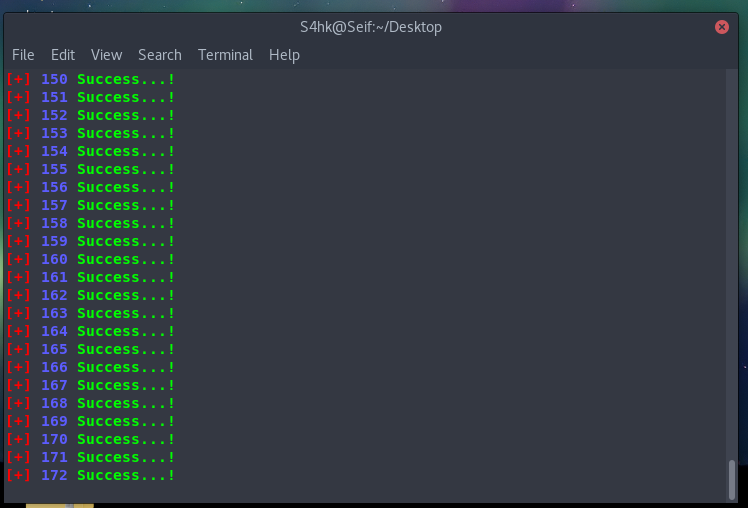 S4hk@Seif:~/Desktop
File Edit View Search Terminal Help
[+] 150 Success...!
[+] 151 Success...!
[+] 152 Success...!
[+] 153 Success...!
[+] 154 Success...!
[+] 155 Success...!
[+] 156 Success...!
[+] 157 Success...!
[+] 158 Success...!
[+] 159 Success...!
[+] 160 Success...!
[+] 161 Success...!
[+] 162 Success...!
[+] 163 Success...!
[+] 164 Success...!
[+] 165 Success...!
[+] 166 Success...!
[+] 167 Success...!
[+] 168 Success...!
[+] 169 Success...!
[+] 170 Success...!
[+] 171 Success...!
[+] 172 Success...!